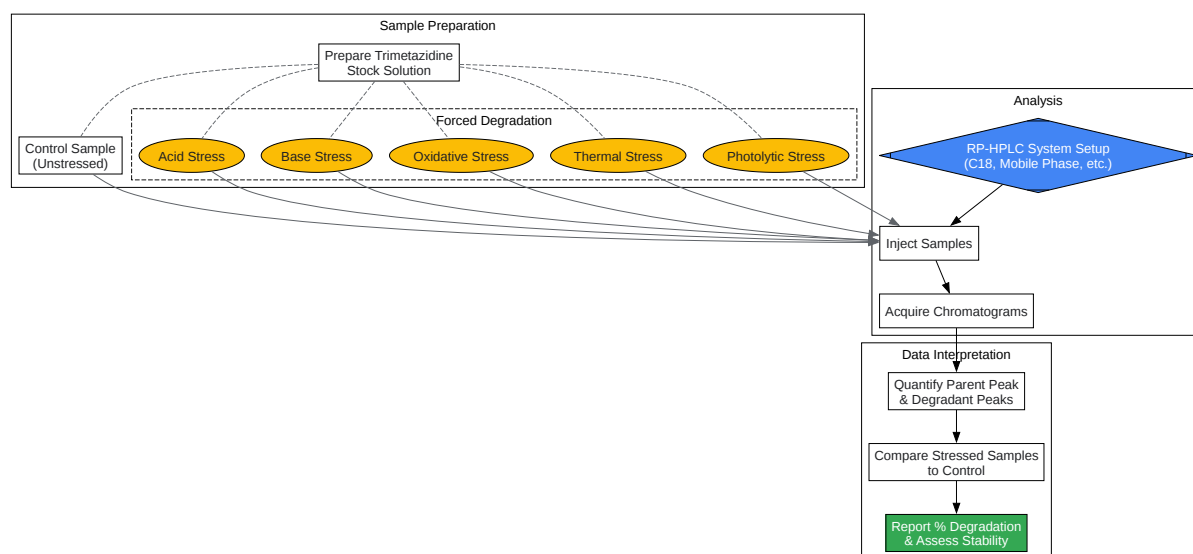 Sample Preparation
Prepare Trimetazidine
Stock Solution
Forced Degradation
Control Sample
(Unstressed)
Acid Stress
Base Stress
Oxidative Stress
Thermal Stress
Photolytic Stress
Analysis
RP-HPLC System Setup
(C18, Mobile Phase, etc.)
Inject Samples
Acquire Chromatograms
Data Interpretation
Quantify Parent Peak
& Degradant Peaks
Compare Stressed Samples
to Control
Report % Degradation
& Assess Stability